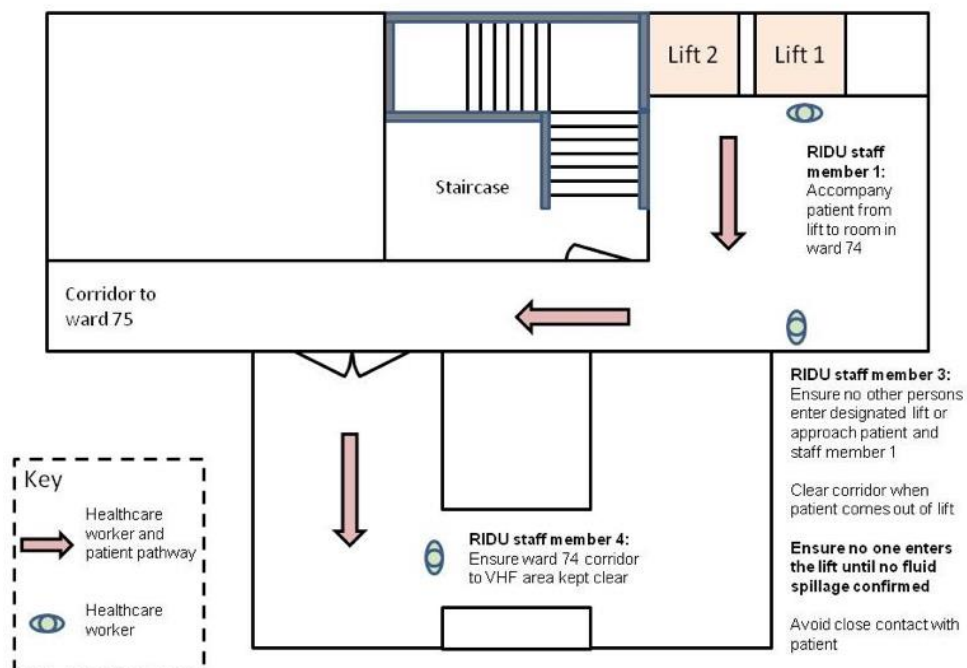 Lift 2
Lift 1
Staircase
RIDU staff
member 1:
Accompany
patient from
lift to room in
ward 74
Corridor to
ward 75
RIDU staff member 3:
Ensure no other persons
enter designated lift or
approach patient and
staff member 1
Clear corridor when
patient comes out of lift
Ensure no one enters
the lift until no fluid
spillage confirmed
Avoid close contact with
patient
RIDU staff member 4:
Ensure ward 74 corridor
to VHF area kept clear
Key
Healthcare
worker and
patient pathway
Healthcare
worker